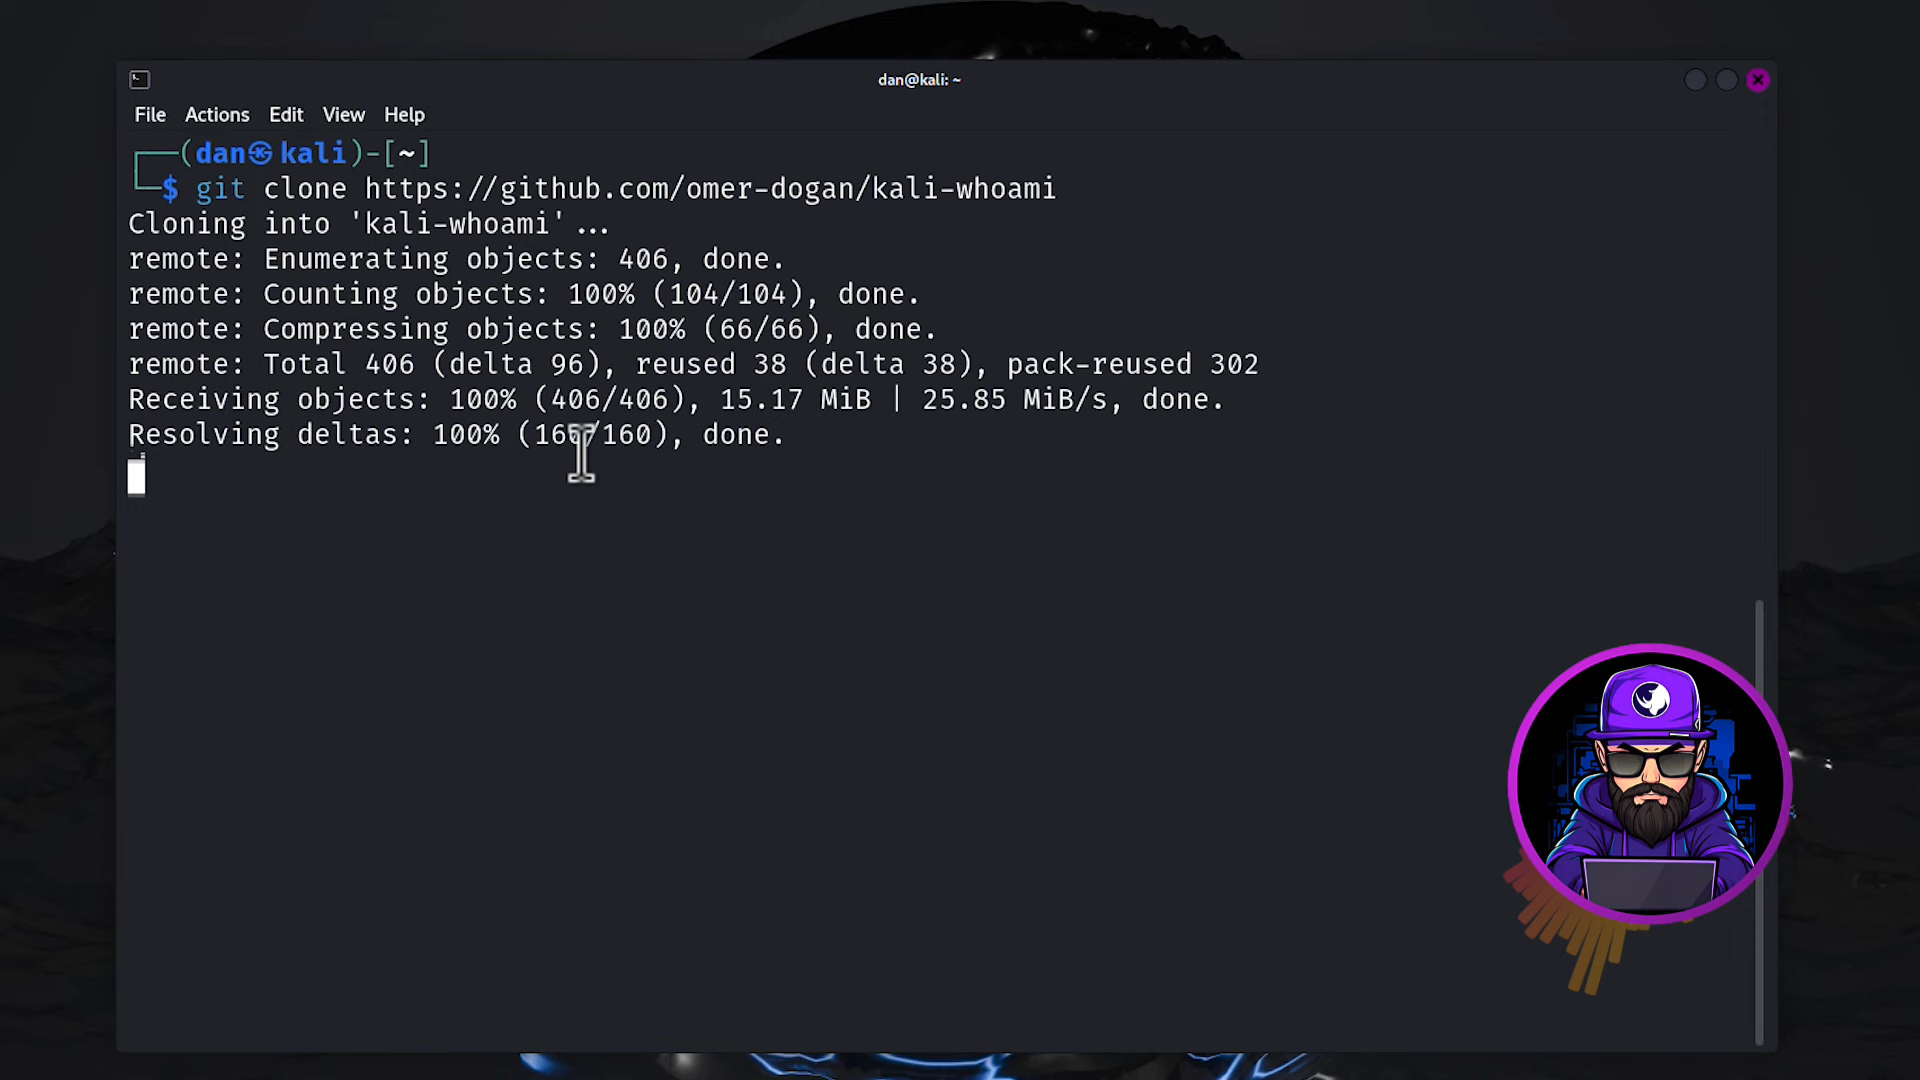 dan@kali: ~
File Actions Edit View Help
┌──(dan㉿kali)-[~]
└─$ git clone https://github.com/omer-dogan/kali-whoami
Cloning into 'kali-whoami'...
remote: Enumerating objects: 406, done.
remote: Counting objects: 100% (104/104), done.
remote: Compressing objects: 100% (66/66), done.
remote: Total 406 (delta 96), reused 38 (delta 38), pack-reused 302
Receiving objects: 100% (406/406), 15.17 MiB | 25.85 MiB/s, done.
Resolving deltas: 100% (160/160), done.